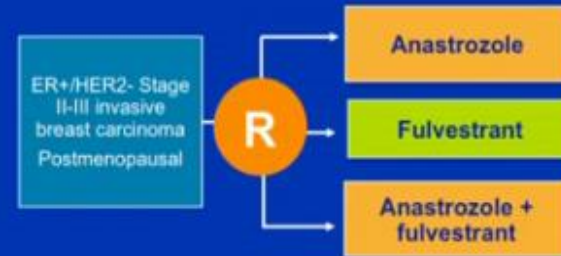 ER+/HER2- Stage
II-III invasive
breast carcinoma
Postmenopausal
R
Anastrozole
Fulvestrant
Anastrozole +
fulvestrant